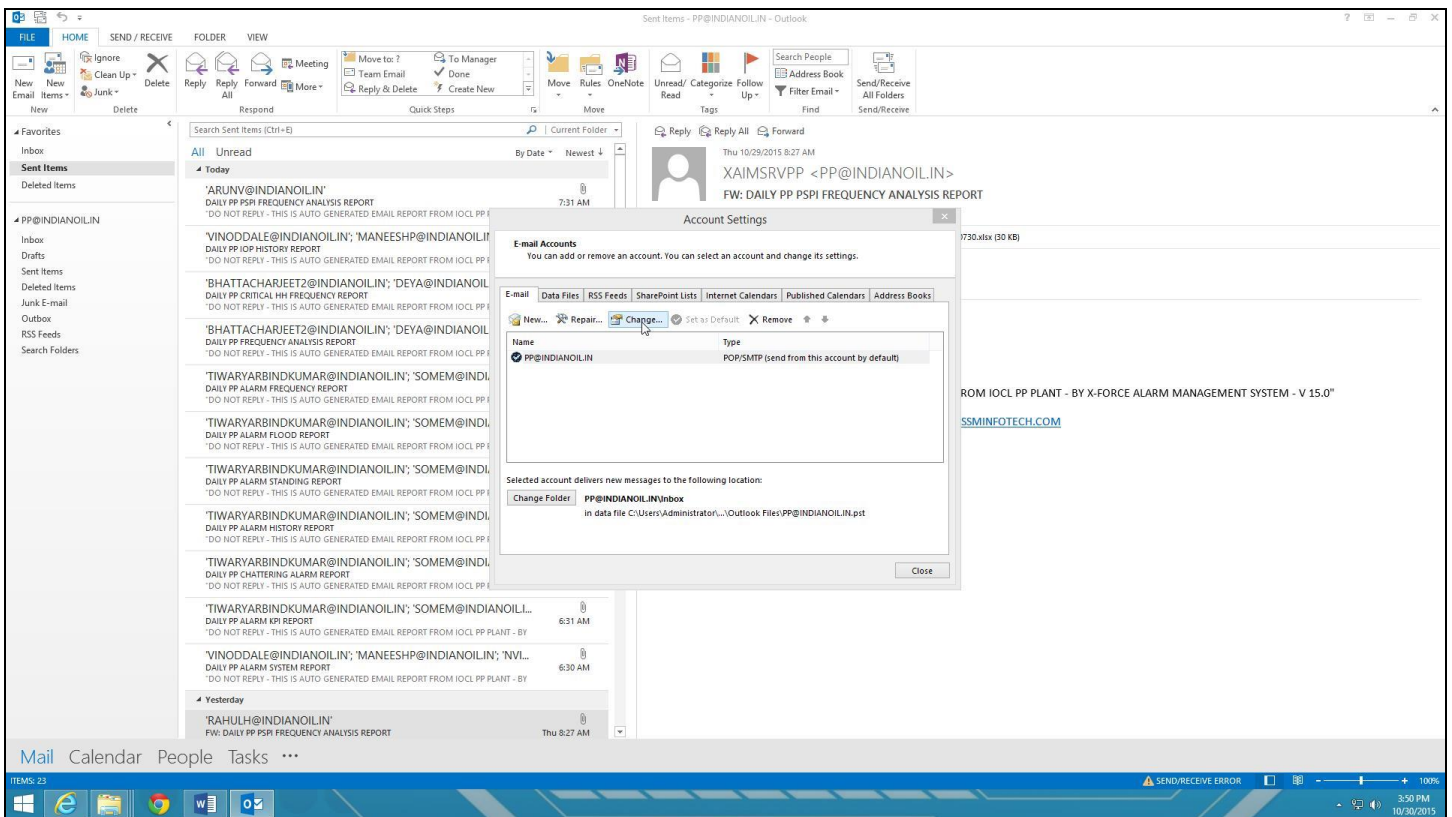 Sent Items - PP@INDIANOIL.IN - Outlook
FILE HOME SEND / RECEIVE FOLDER VIEW
New Email
New Items
Ignore
Clean Up
Junk
Delete
Reply
Reply All
Forward
Meeting
More
Move to: ?
Team Email
Reply & Delete
To Manager
Done
Create New
Move
Rules
OneNote
Unread/ Read
Categorize
Follow Up
Search People
Address Book
Filter Email
Send/Receive All Folders
New Delete Respond Quick Steps Move Tags Find Send/Receive
Favorites
Inbox
Sent Items
Deleted Items
PP@INDIANOIL.IN
Inbox
Drafts
Sent Items
Deleted Items
Junk E-mail
Outbox
RSS Feeds
Search Folders
Search Sent Items (Ctrl+E) Current Folder
All Unread By Date Newest ↓
Today
'ARUNV@INDIANOIL.IN'
DAILY PP PSPI FREQUENCY ANALYSIS REPORT 7:31 AM
"DO NOT REPLY - THIS IS AUTO GENERATED EMAIL REPORT FROM IOCL PP
'VINODDALE@INDIANOIL.IN'; 'MANEESHP@INDIANOIL.IN
DAILY PP IOP HISTORY REPORT
"DO NOT REPLY - THIS IS AUTO GENERATED EMAIL REPORT FROM IOCL PP
'BHATTACHARJEET2@INDIANOIL.IN'; 'DEYA@INDIANOIL
DAILY PP CRITICAL HH FREQUENCY REPORT
"DO NOT REPLY - THIS IS AUTO GENERATED EMAIL REPORT FROM IOCL PP
'BHATTACHARJEET2@INDIANOIL.IN'; 'DEYA@INDIANOIL
DAILY PP FREQUENCY ANALYSIS REPORT
"DO NOT REPLY - THIS IS AUTO GENERATED EMAIL REPORT FROM IOCL PP
'TIWARYARBINDKUMAR@INDIANOIL.IN'; 'SOMEM@INDI
DAILY PP ALARM FREQUENCY REPORT
"DO NOT REPLY - THIS IS AUTO GENERATED EMAIL REPORT FROM IOCL PP
'TIWARYARBINDKUMAR@INDIANOIL.IN'; 'SOMEM@INDI
DAILY PP ALARM FLOOD REPORT
"DO NOT REPLY - THIS IS AUTO GENERATED EMAIL REPORT FROM IOCL PP
'TIWARYARBINDKUMAR@INDIANOIL.IN'; 'SOMEM@INDI
DAILY PP ALARM STANDING REPORT
"DO NOT REPLY - THIS IS AUTO GENERATED EMAIL REPORT FROM IOCL PP
'TIWARYARBINDKUMAR@INDIANOIL.IN'; 'SOMEM@INDI
DAILY PP ALARM HISTORY REPORT
"DO NOT REPLY - THIS IS AUTO GENERATED EMAIL REPORT FROM IOCL PP
'TIWARYARBINDKUMAR@INDIANOIL.IN'; 'SOMEM@INDI
DAILY PP CHATTERING ALARM REPORT
"DO NOT REPLY - THIS IS AUTO GENERATED EMAIL REPORT FROM IOCL PP
'TIWARYARBINDKUMAR@INDIANOIL.IN'; 'SOMEM@INDIANOIL.I...
DAILY PP ALARM KPI REPORT 6:31 AM
"DO NOT REPLY - THIS IS AUTO GENERATED EMAIL REPORT FROM IOCL PP PLANT - BY
'VINODDALE@INDIANOIL.IN'; 'MANEESHP@INDIANOIL.IN'; 'NVI...
DAILY PP ALARM SYSTEM REPORT 6:30 AM
"DO NOT REPLY - THIS IS AUTO GENERATED EMAIL REPORT FROM IOCL PP PLANT - BY
Yesterday
'RAHULH@INDIANOIL.IN'
FW: DAILY PP PSPI FREQUENCY ANALYSIS REPORT Thu 8:27 AM
Reply Reply All Forward
Thu 10/29/2015 8:27 AM
XAIMSRVPP <PP@INDIANOIL.IN>
FW: DAILY PP PSPI FREQUENCY ANALYSIS REPORT
0730.xlsx (30 KB)
ROM IOCL PP PLANT - BY X-FORCE ALARM MANAGEMENT SYSTEM - V 15.0"
SSMINFOTECH.COM
Account Settings
E-mail Accounts
You can add or remove an account. You can select an account and change its settings.
E-mail Data Files RSS Feeds SharePoint Lists Internet Calendars Published Calendars Address Books
New... Repair... Change... Set as Default Remove
Name Type
PP@INDIANOIL.IN POP/SMTP (send from this account by default)
Selected account delivers new messages to the following location:
Change Folder PP@INDIANOIL.IN\Inbox
in data file C:\Users\Administrator\...\Outlook Files\PP@INDIANOIL.IN.pst
Close
Mail Calendar People Tasks ...
ITEMS: 23 SEND/RECEIVE ERROR 100%
3:50 PM
10/30/2015